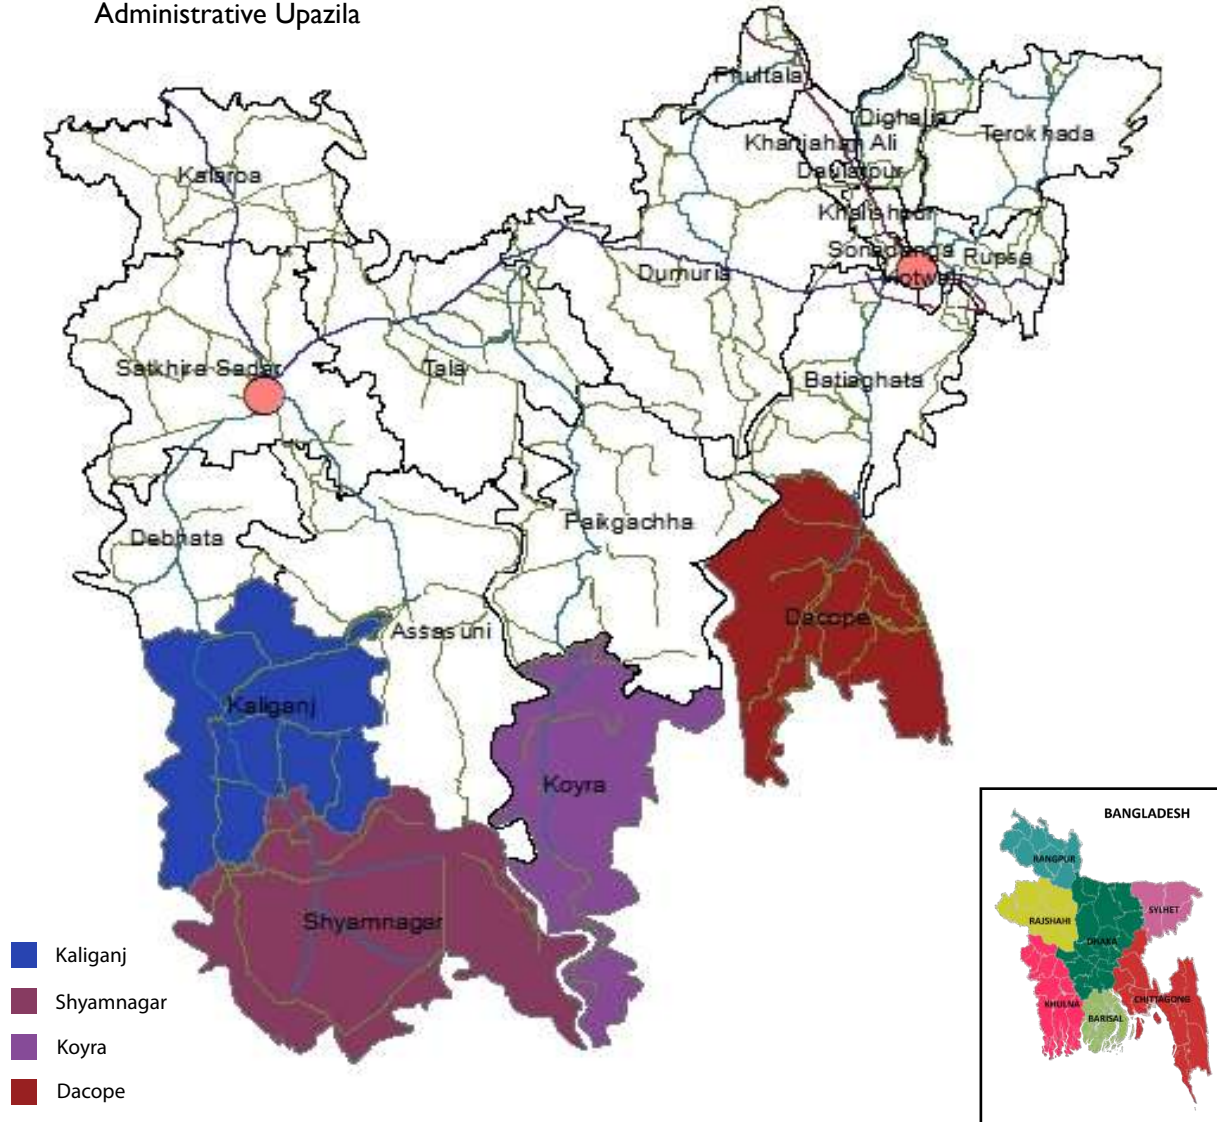 Administrative Upazila
Phultala
Dighalia
Terokhada
Khanjahan Ali
Kalaroa
Daulatpur
Khalishpur
Sonadanga
Rupsa
Dumuria
Kotwali
Satkhira Sadar
Tala
Batiaghata
Paikgachha
Debhata
Dacope
Assasuni
Kaliganj
Koyra
Shyamnagar
Kaliganj
Shyamnagar
Koyra
Dacope
BANGLADESH
RANGPUR
SYLHET
RAJSHAHI
DHAKA
KHULNA
CHITTAGONG
BARISAL